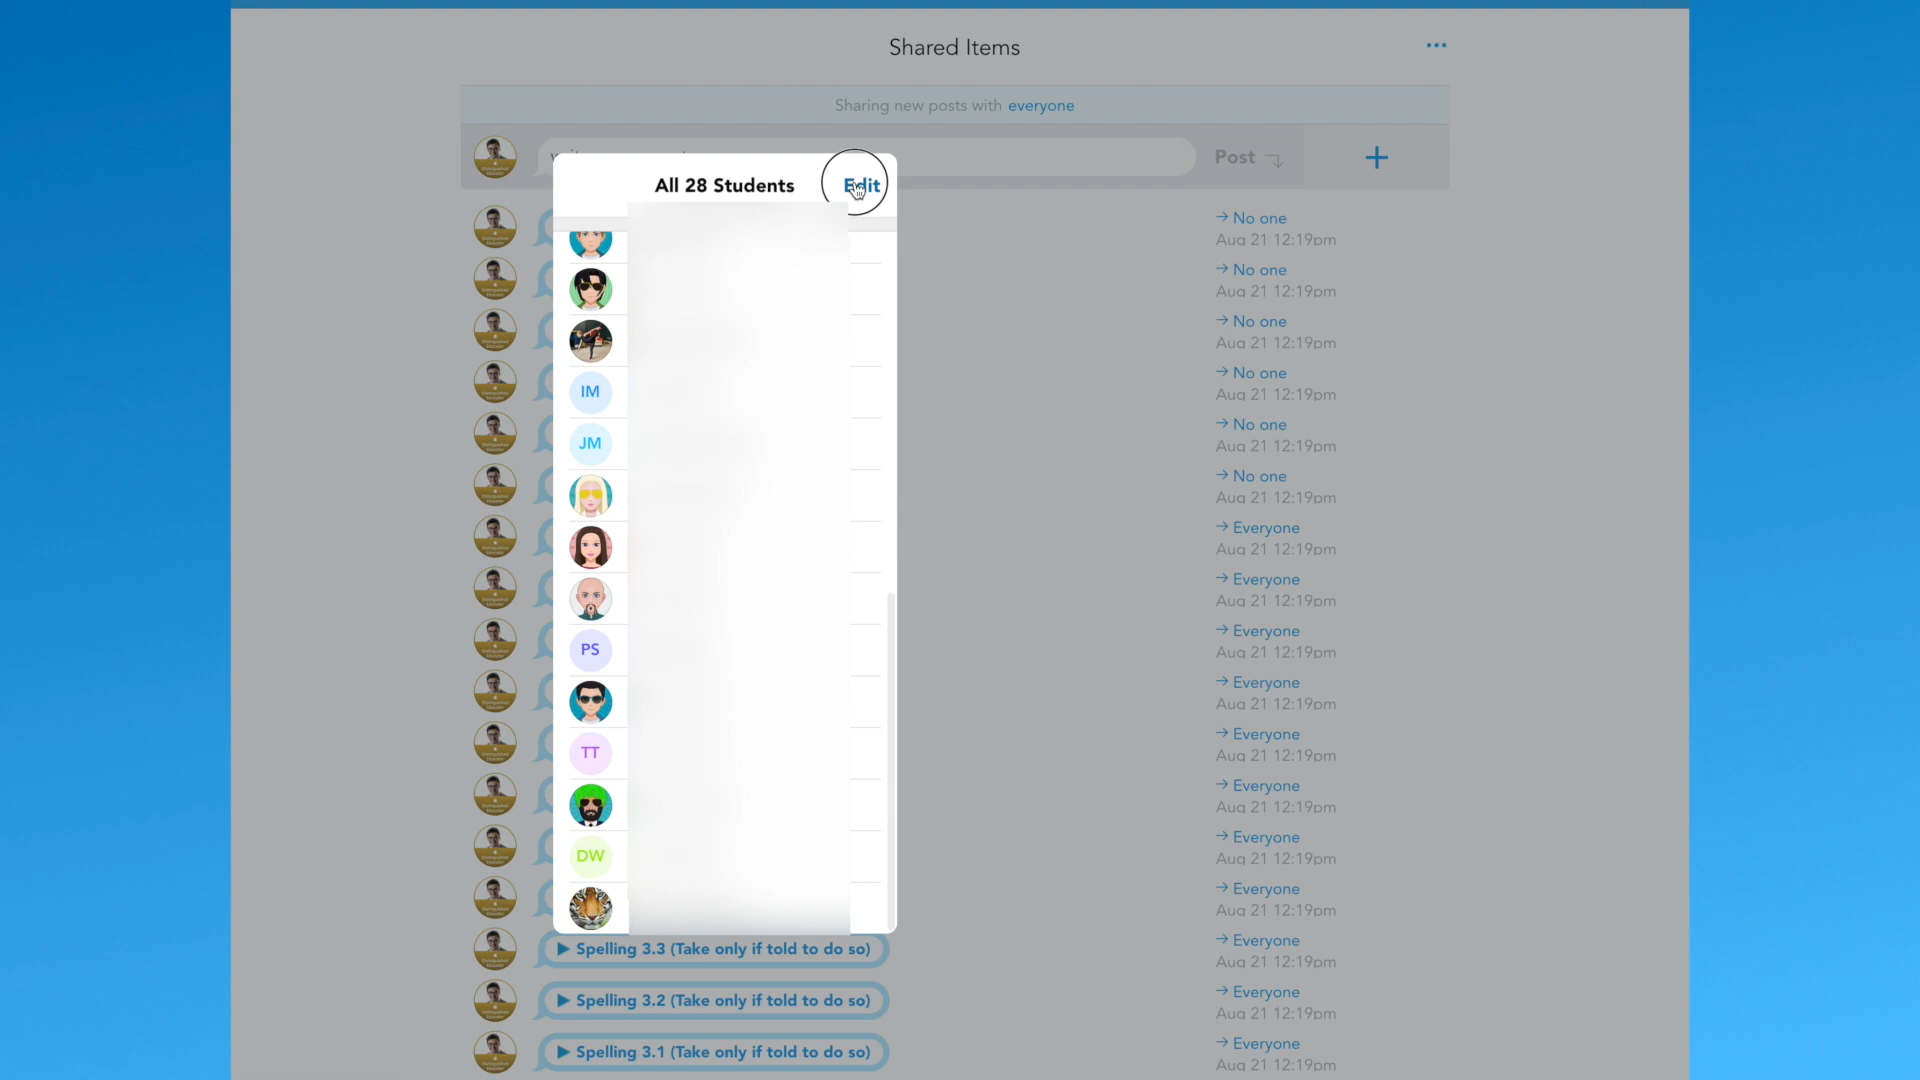 Shared Items
Sharing new posts with everyone
Post
All 28 Students
Edit
→ No one
Aug 21 12:19pm
→ No one
Aug 21 12:19pm
→ No one
Aug 21 12:19pm
IM
→ No one
Aug 21 12:19pm
JM
→ No one
Aug 21 12:19pm
→ No one
Aug 21 12:19pm
→ Everyone
Aug 21 12:19pm
→ Everyone
Aug 21 12:19pm
PS
→ Everyone
Aug 21 12:19pm
→ Everyone
Aug 21 12:19pm
TT
→ Everyone
Aug 21 12:19pm
→ Everyone
Aug 21 12:19pm
DW
→ Everyone
Aug 21 12:19pm
→ Everyone
Aug 21 12:19pm
Spelling 3.3 (Take only if told to do so)
→ Everyone
Aug 21 12:19pm
Spelling 3.2 (Take only if told to do so)
→ Everyone
Aug 21 12:19pm
Spelling 3.1 (Take only if told to do so)
→ Everyone
Aug 21 12:19pm